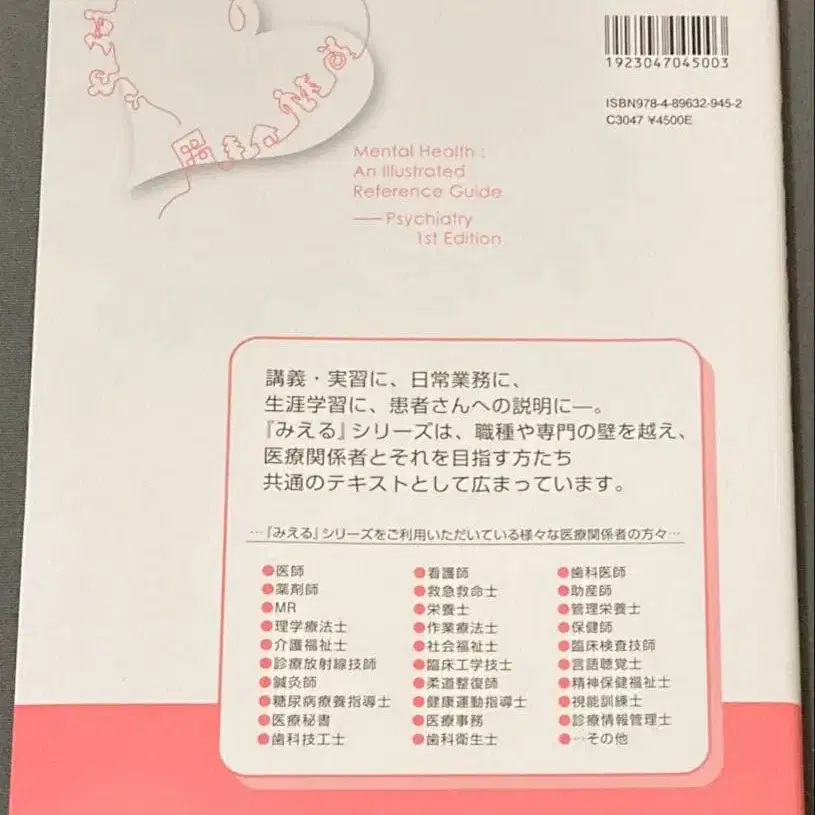 1923047045003
ISBN978-4-89632-945-2
C3047 ¥4500E
Mental Health :
An Illustrated
Reference Guide
Psychiatry
1st Edition
講義・実習に、日常業務に、
生涯学習に、患者さんへの説明に―。
『みえる』シリーズは、職種や専門の壁を越え、
医療関係者とそれを目指す方たち
共通のテキストとして広まっています。
…『みえる』シリーズをご利用いただいている様々な医療関係者の方々…
●医師 ●看護師 ●歯科医師
●薬剤師 ●救急救命士 ●助産師
●MR ●栄養士 ●管理栄養士
●理学療法士 ●作業療法士 ●保健師
●介護福祉士 ●社会福祉士 ●臨床検査技師
●診療放射線技師 ●臨床工学技士 ●言語聴覚士
●鍼灸師 ●柔道整復師 ●精神保健福祉士
●糖尿病療養指導士 ●健康運動指導士 ●視能訓練士
●医療秘書 ●医療事務 ●診療情報管理士
●歯科技工士 ●歯科衛生士 ●…その他